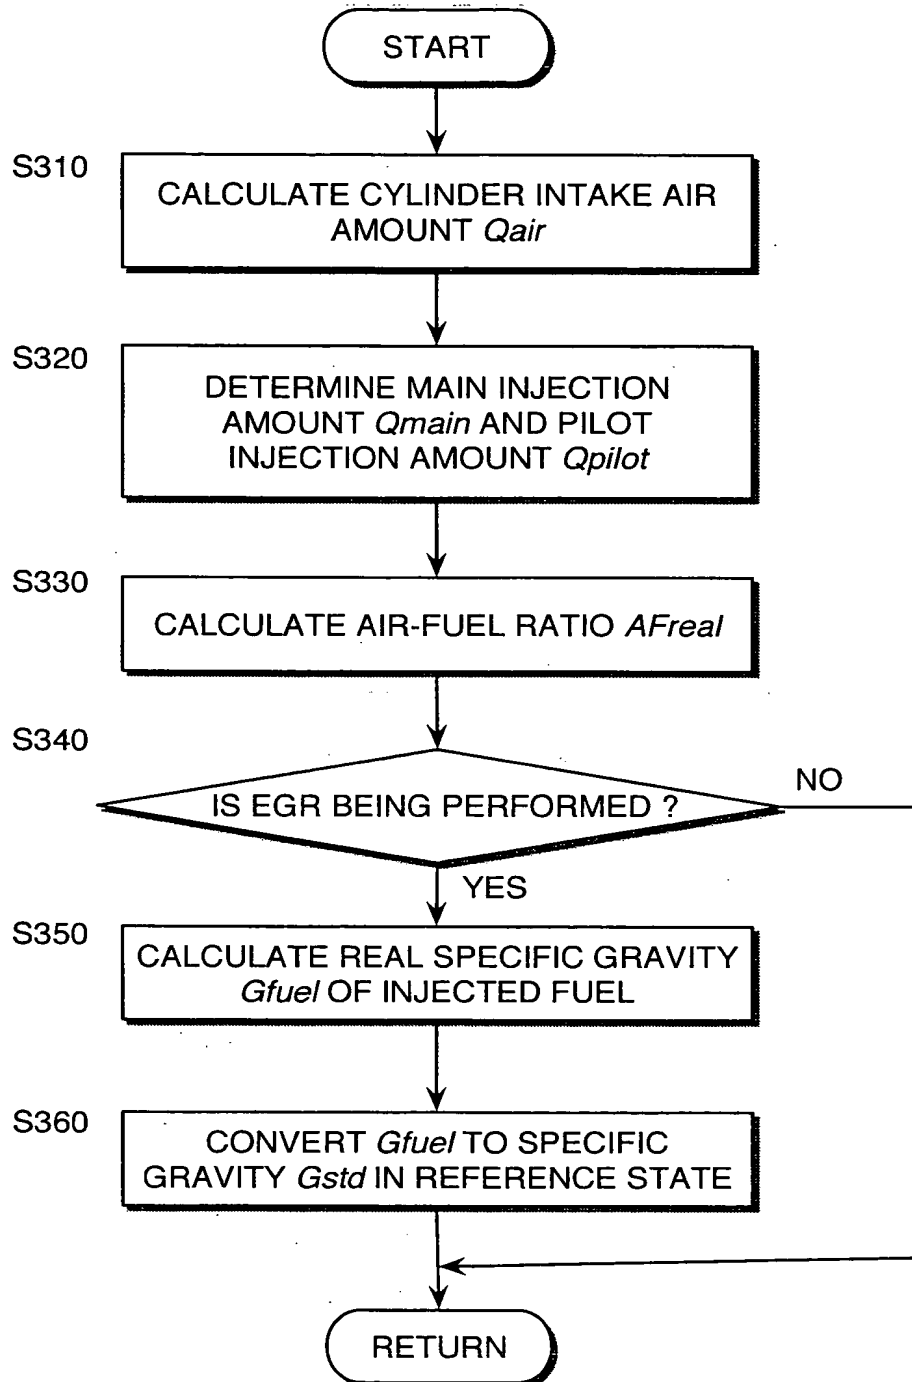 START
S310
CALCULATE CYLINDER INTAKE AIR
AMOUNT Qair
S320
DETERMINE MAIN INJECTION
AMOUNT Qmain AND PILOT
INJECTION AMOUNT Qpilot
S330
CALCULATE AIR-FUEL RATIO AFreal
S340
IS EGR BEING PERFORMED ?
NO
YES
S350
CALCULATE REAL SPECIFIC GRAVITY
Gfuel OF INJECTED FUEL
S360
CONVERT Gfuel TO SPECIFIC
GRAVITY Gstd IN REFERENCE STATE
RETURN